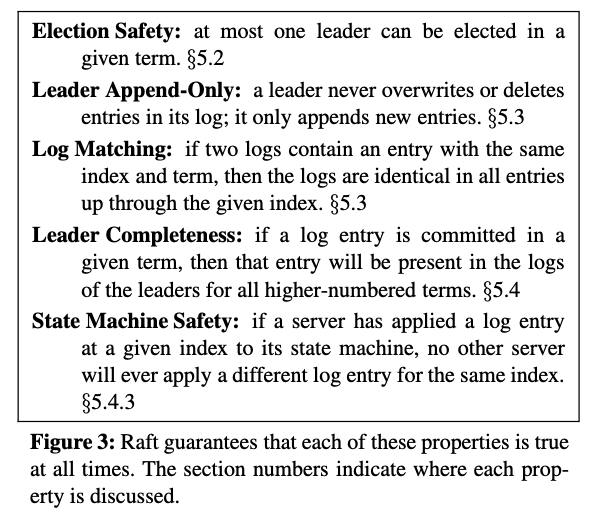 Election Safety: at most one leader can be elected in a
given term. §5.2
Leader Append-Only: a leader never overwrites or deletes
entries in its log; it only appends new entries. §5.3
Log Matching: if two logs contain an entry with the same
index and term, then the logs are identical in all entries
up through the given index. §5.3
Leader Completeness: if a log entry is committed in a
given term, then that entry will be present in the logs
of the leaders for all higher-numbered terms. §5.4
State Machine Safety: if a server has applied a log entry
at a given index to its state machine, no other server
will ever apply a different log entry for the same index.
§5.4.3
Figure 3: Raft guarantees that each of these properties is true
at all times. The section numbers indicate where each prop-
erty is discussed.